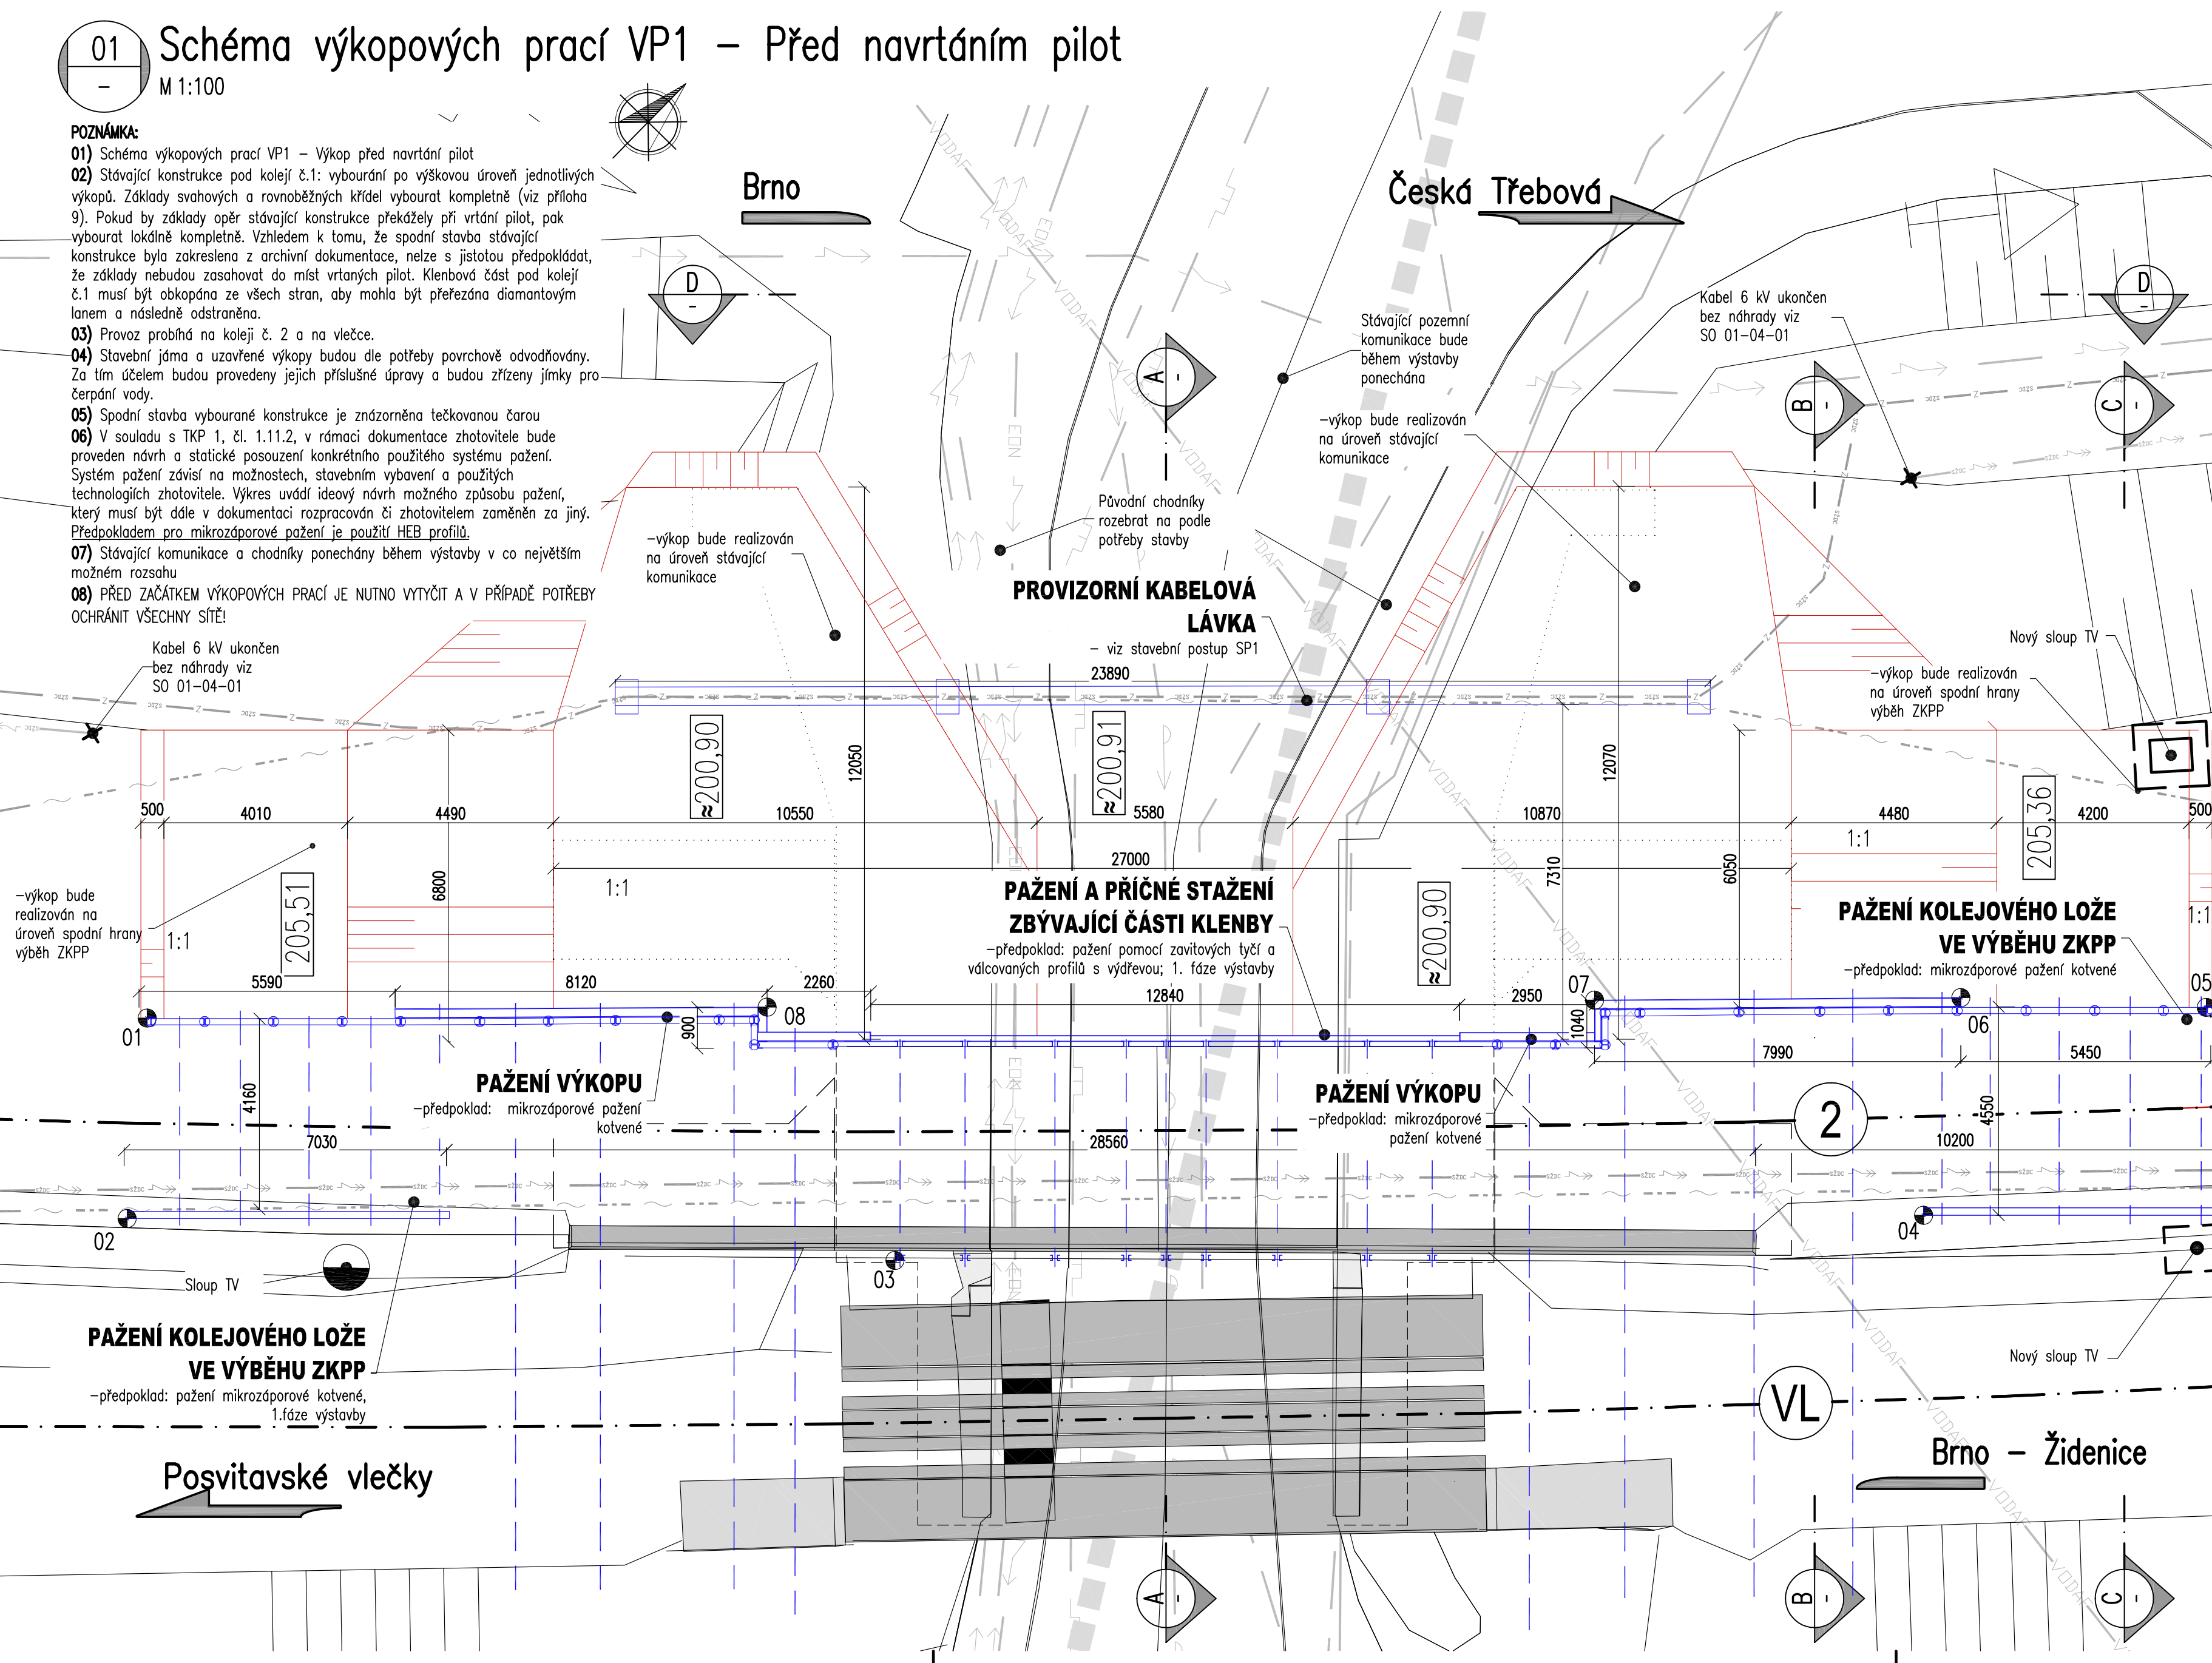 01
-
Schéma výkopových prací VP1 – Před navrtáním pilot
M 1:100
POZNÁMKA:
01) Schéma výkopových prací VP1 – Výkop před navrtání pilot
02) Stávající konstrukce pod kolejí č.1: vybourání po výškovou úroveň jednotlivých
výkopů. Základy svahových a rovnoběžných křídel vybourat kompletně (viz příloha
9). Pokud by základy opěr stávající konstrukce překážely při vrtání pilot, pak
vybourat lokálně kompletně. Vzhledem k tomu, že spodní stavba stávající
konstrukce byla zakreslena z archivní dokumentace, nelze s jistotou předpokládat,
že základy nebudou zasahovat do míst vrtaných pilot. Klenbová část pod kolejí
č.1 musí být obkopána ze všech stran, aby mohla být přeřezána diamantovým
lanem a následně odstraněna.
03) Provoz probíhá na koleji č. 2 a na vlečce.
04) Stavební jáma a uzavřené výkopy budou dle potřeby povrchově odvodňovány.
Za tím účelem budou provedeny jejich příslušné úpravy a budou zřízeny jímky pro
čerpání vody.
05) Spodní stavba vybourané konstrukce je znázorněna tečkovanou čarou
06) V souladu s TKP 1, čl. 1.11.2, v rámaci dokumentace zhotovitele bude
proveden návrh a statické posouzení konkrétního použitého systému pažení.
Systém pažení závisí na možnostech, stavebním vybavení a použitých
technologiích zhotovitele. Výkres uvádí ideový návrh možného způsobu pažení,
který musí být dále v dokumentaci rozpracován či zhotovitelem zaměněn za jiný.
Předpokladem pro mikrozáporové pažení je použití HEB profilů.
07) Stávající komunikace a chodníky ponechány během výstavby v co největším
možném rozsahu
08) PŘED ZAČÁTKEM VÝKOPOVÝCH PRACÍ JE NUTNO VYTYČIT A V PŘÍPADĚ POTŘEBY
OCHRÁNIT VŠECHNY SÍTĚ!
Brno
Česká Třebová
D
-
D
-
A
-
B
-
C
-
Kabel 6 kV ukončen
bez náhrady viz
SO 01-04-01
Stávající pozemní
komunikace bude
během výstavby
ponechána
-výkop bude realizován
na úroveň stávající
komunikace
Původní chodníky
rozebrat na podle
potřeby stavby
-výkop bude realizován
na úroveň stávající
komunikace
PROVIZORNÍ KABELOVÁ
LÁVKA
- viz stavební postup SP1
23890
Kabel 6 kV ukončen
bez náhrady viz
SO 01-04-01
Nový sloup TV
-výkop bude realizován
na úroveň spodní hrany
výběh ZKPP
≈200,90
≈200,91
12050
12070
500
4010
4490
10550
5580
10870
4480
4200
500
205,36
1:1
27000
7310
6050
6800
1:1
205,51
-výkop bude
realizován na
úroveň spodní hrany
výběh ZKPP
1:1
PAŽENÍ A PŘÍČNÉ STAŽENÍ
ZBÝVAJÍCÍ ČÁSTI KLENBY
-předpoklad: pažení pomocí zavitových tyčí a
válcovaných profilů s výdřevou; 1. fáze výstavby
≈200,90
PAŽENÍ KOLEJOVÉHO LOŽE
VE VÝBĚHU ZKPP
-předpoklad: mikrozáporové pažení kotvené
1:1
5590
8120
2260
12840
2950
07
05
01
08
06
900
1040
7990
5450
PAŽENÍ VÝKOPU
-předpoklad: mikrozáporové pažení
kotvené
PAŽENÍ VÝKOPU
-předpoklad: mikrozáporové
pažení kotvené
4160
4550
2
7030
28560
10200
02
03
04
Sloup TV
PAŽENÍ KOLEJOVÉHO LOŽE
VE VÝBĚHU ZKPP
-předpoklad: pažení mikrozáporové kotvené,
1.fáze výstavby
Nový sloup TV
VL
Posvitavské vlečky
Brno – Židenice
A
-
B
-
C
-